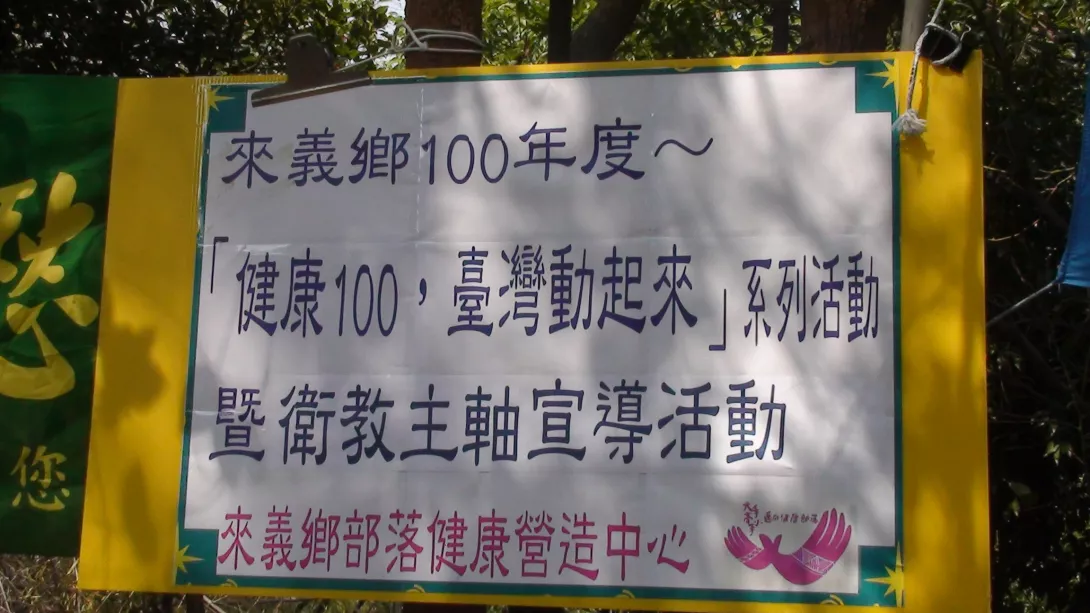 來義鄉100年度～
「健康100，臺灣動起來」系列活動
暨衛教主軸宣導活動
來義鄉部落健康營造中心
您